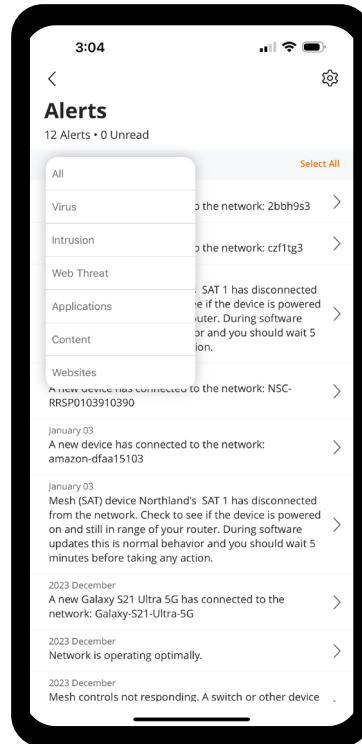 3:04
Alerts
12 Alerts • 0 Unread
Select All
All
Virus
Intrusion
Web Threat
Applications
Content
Websites
the network: 2bbh9s3
the network: czf1tg3
SAT 1 has disconnected
if the device is powered
During software
and you should wait 5
A new device has connected to the network: NSC-
RRSP0103910390
January 03
A new device has connected to the network:
amazon-dfaa15103
January 03
Mesh (SAT) device Northland's SAT 1 has disconnected
from the network. Check to see if the device is powered
on and still in range of your router. During software
updates this is normal behavior and you should wait 5
minutes before taking any action.
2023 December
A new Galaxy S21 Ultra 5G has connected to the
network: Galaxy-S21-Ultra-5G
2023 December
Network is operating optimally.
2023 December
Mesh controls not responding. A switch or other device